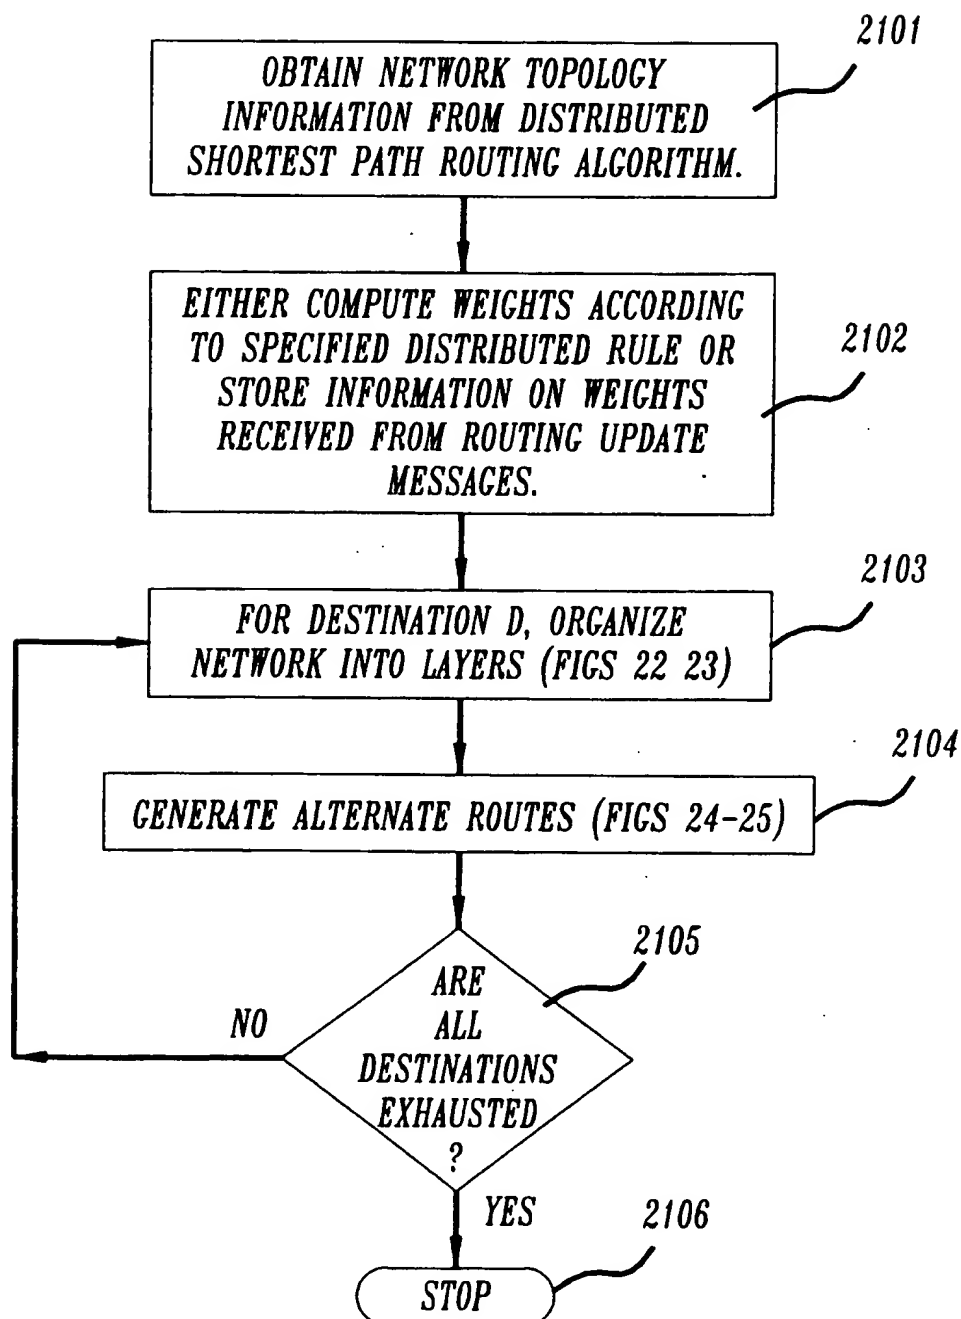 2101
OBTAIN NETWORK TOPOLOGY
INFORMATION FROM DISTRIBUTED
SHORTEST PATH ROUTING ALGORITHM.
EITHER COMPUTE WEIGHTS ACCORDING
TO SPECIFIED DISTRIBUTED RULE OR
STORE INFORMATION ON WEIGHTS
RECEIVED FROM ROUTING UPDATE
MESSAGES.
2102
2103
FOR DESTINATION D, ORGANIZE
NETWORK INTO LAYERS (FIGS 22 23)
2104
GENERATE ALTERNATE ROUTES (FIGS 24-25)
2105
ARE
ALL
DESTINATIONS
EXHAUSTED
?
NO
YES
2106
STOP